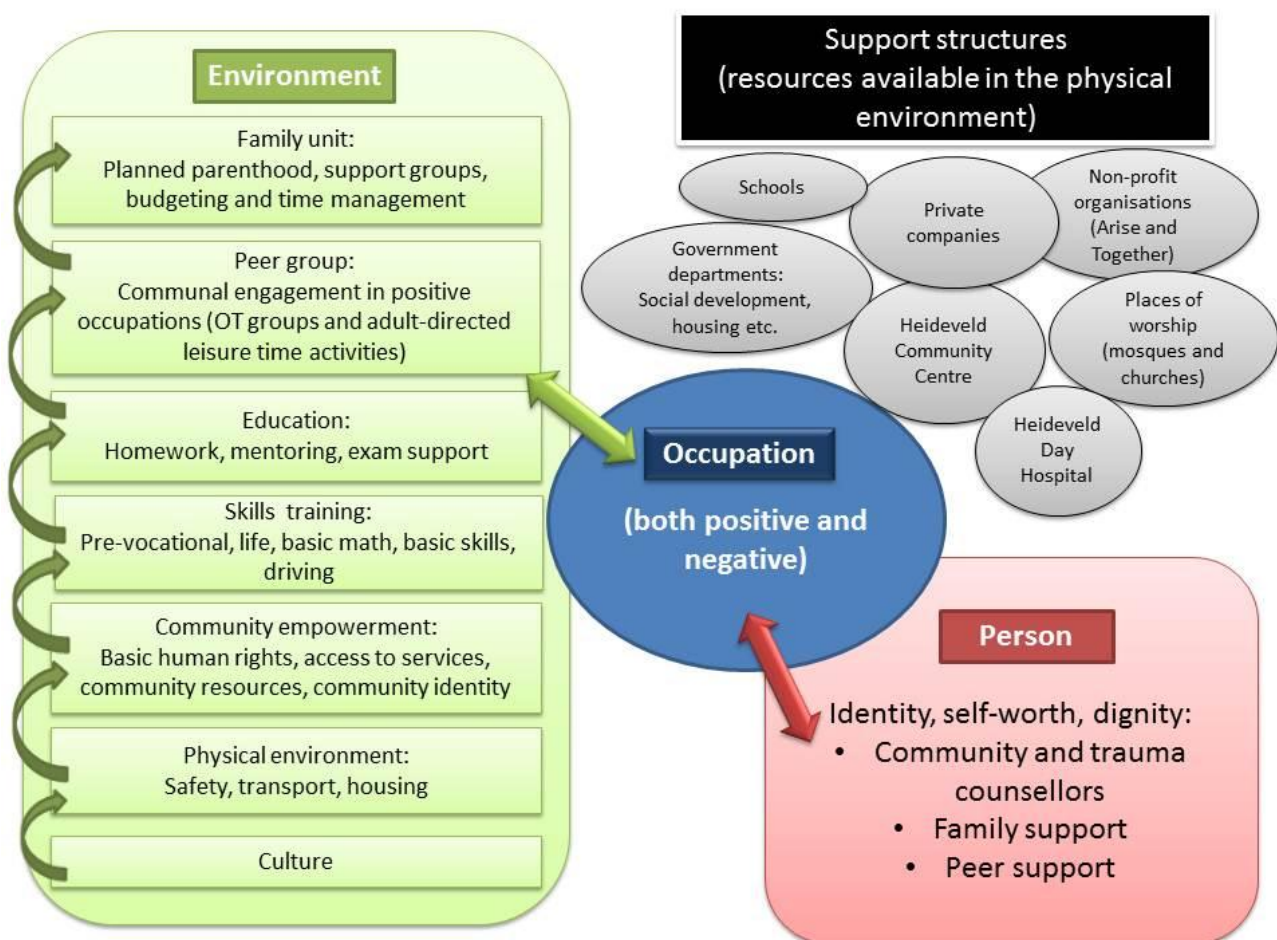 Environment
Family unit:
Planned parenthood, support groups,
budgeting and time management
Peer group:
Communal engagement in positive
occupations (OT groups and adult-directed
leisure time activities)
Education:
Homework, mentoring, exam support
Skills training:
Pre-vocational, life, basic math, basic skills,
driving
Community empowerment:
Basic human rights, access to services,
community resources, community identity
Physical environment:
Safety, transport, housing
Culture
Support structures
(resources available in the physical
environment)
Schools
Private
companies
Non-profit
organisations
(Arise and
Together)
Government
departments:
Social development,
housing etc.
Heideveld
Community
Centre
Places of
worship
(mosques and
churches)
Heideveld
Day
Hospital
Occupation
(both positive and
negative)
Person
Identity, self-worth, dignity:
• Community and trauma
counsellors
• Family support
• Peer support